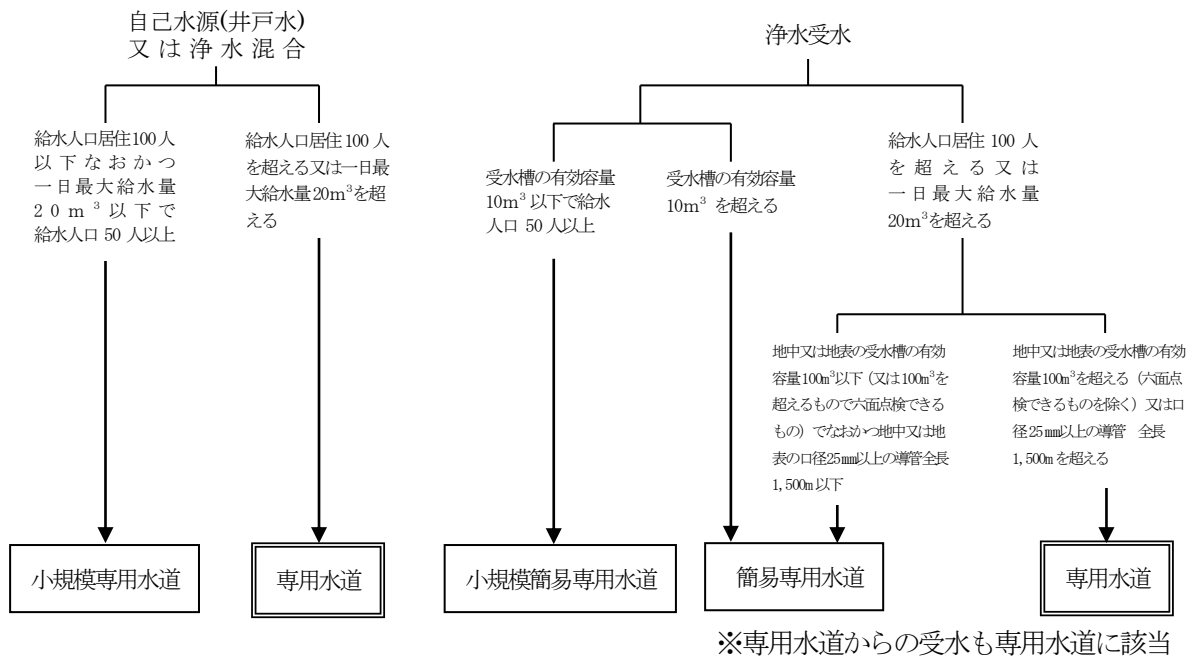 自己水源(井戸水)
又は浄水混合
浄水受水
給水人口居住100人
以下なおかつ
一日最大給水量
20m³以下で
給水人口50人以上
給水人口居住100人
を超える又は一日最
大給水量20m³を超
える
受水槽の有効容量
10m³以下で給水
人口 50人以上
受水槽の有効容量
10m³ を超える
給水人口居住 100 人
を超える又は
一日最大給水量
20m³を超える
地中又は地表の受水槽の有効
容量100m³以下（又は100m³を
超えるもので六面点検できる
もの）でなおかつ地中又は地
表の口径25mm以上の導管全長
1,500m以下
地中又は地表の受水槽の有効
容量100m³を超える（六面点
検できるものを除く）又は口
径25mm以上の導管　全長
1,500mを超える
小規模専用水道
専用水道
小規模簡易専用水道
簡易専用水道
専用水道
※専用水道からの受水も専用水道に該当